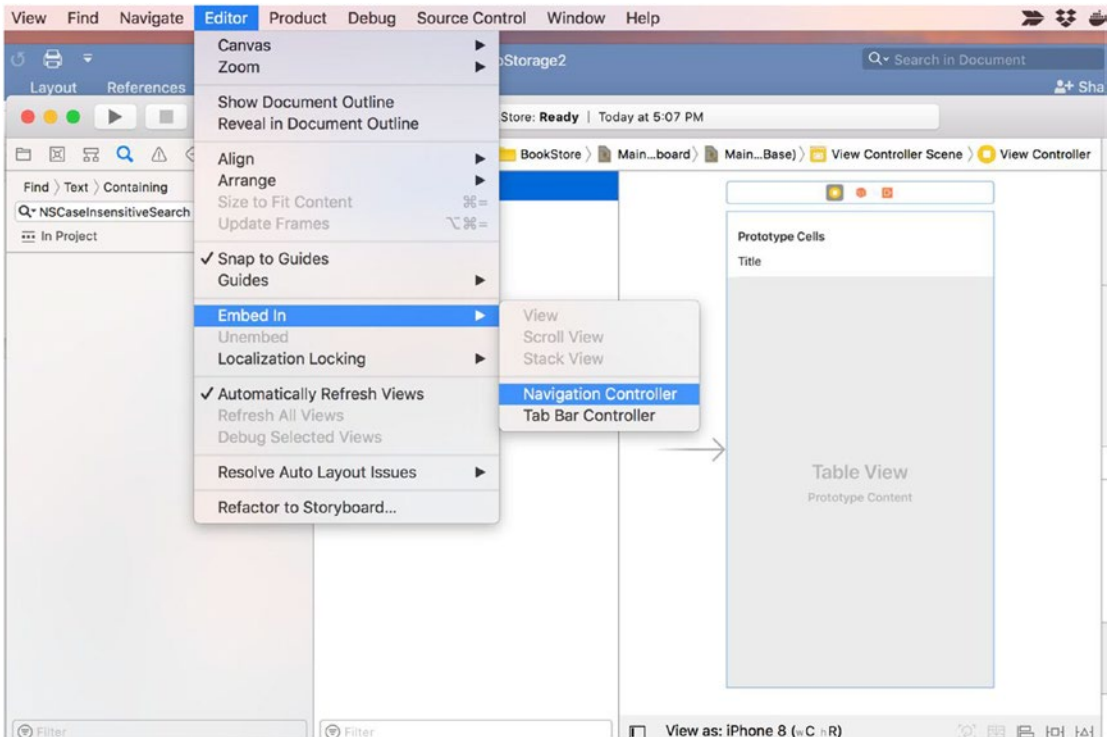 View Find Navigate Editor Product Debug Source Control Window Help
Storage2
Search in Document
Layout References
Sha
Store: Ready | Today at 5:07 PM
BookStore Main...board) Main...Base) View Controller Scene View Controller
Find Text Containing
NSCaseInsensitiveSearch
In Project
Canvas
Zoom
Show Document Outline
Reveal in Document Outline
Align
Arrange
Size to Fit Content ⌘=
Update Frames ⌥⌘=
✓ Snap to Guides
Guides
Embed In
Unembed
Localization Locking
✓ Automatically Refresh Views
Refresh All Views
Debug Selected Views
Resolve Auto Layout Issues
Refactor to Storyboard...
View
Scroll View
Stack View
Navigation Controller
Tab Bar Controller
Prototype Cells
Title
Table View
Prototype Content
Filter
Filter
View as: iPhone 8 (wC hR)